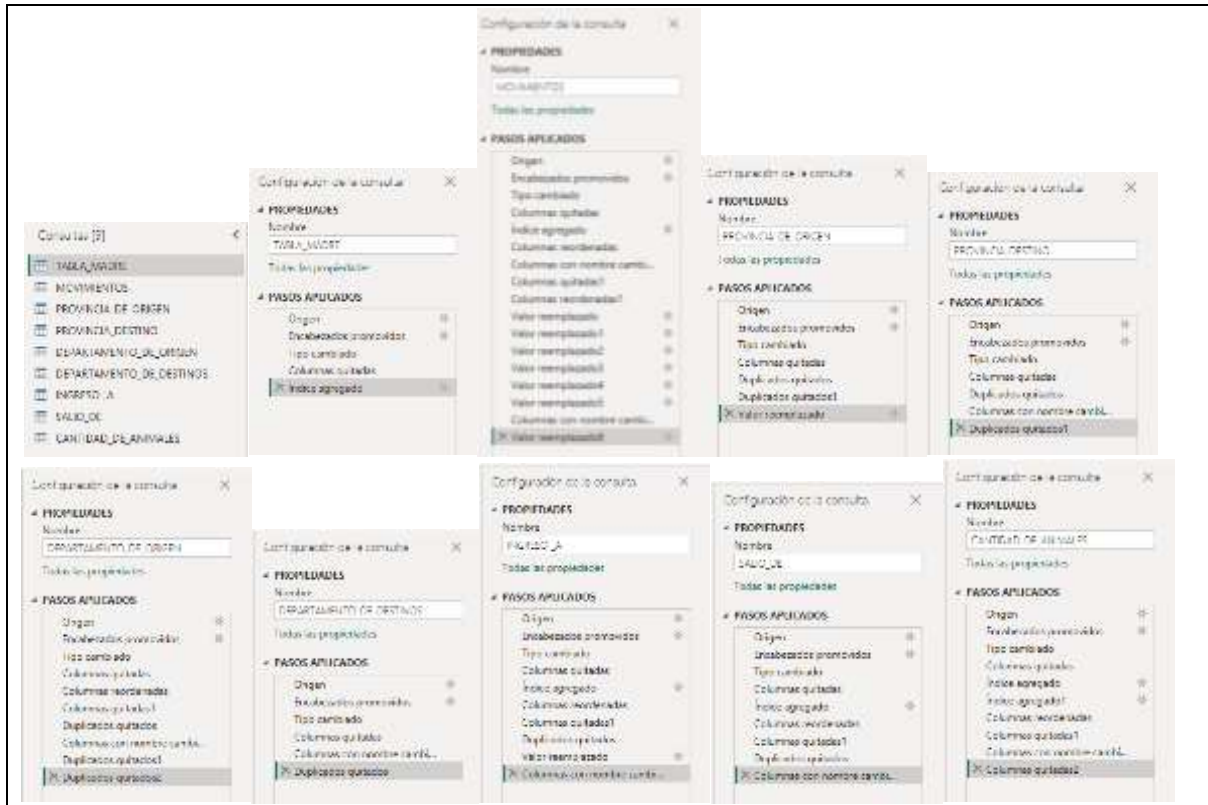 Configuración de la consulta
PROPIEDADES
Nombre
MOVIMIENTOS
Todas las propiedades
PASOS APLICADOS
Origen
Encabezados promovidos
Tipo cambiado
Columnas quitadas
Índice agregado
Columnas reordenadas
Columnas con nombre cambi...
Columnas quitadas1
Columnas reordenadas1
Valor reemplazado
Valor reemplazado1
Valor reemplazado2
Valor reemplazado3
Valor reemplazado4
Valor reemplazado5
Columnas con nombre cambi...
Valor
Consultas [9]
TABLA_MADRE
MOVIMIENTOS
PROVINCIA_DE_ORIGEN
PROVINCIA_DESTINO
DEPARTAMENTO_DE_ORIGEN
DEPARTAMENTO_DE_DESTINOS
INGRESO_A
SALIO_DE
CANTIDAD_DE_ANIMALES
Configuración de la consulta
PROPIEDADES
Nombre
TABLA_MADRE
Todas las propiedades
PASOS APLICADOS
Origen
Encabezados promovidos
Tipo cambiado
Columnas quitadas
Índice agregado
Configuración de la consulta
PROPIEDADES
Nombre
PROVINCIA_DE_ORIGEN
Todas las propiedades
PASOS APLICADOS
Origen
Encabezados promovidos
Tipo cambiado
Columnas quitadas
Duplicados quitados
Duplicados quitados1
Valor reemplazado
Configuración de la consulta
PROPIEDADES
Nombre
PROVINCIA_DESTINO
Todas las propiedades
PASOS APLICADOS
Origen
Encabezados promovidos
Tipo cambiado
Columnas quitadas
Duplicados quitados
Columnas con nombre cambi...
Duplicados quitados1
Configuración de la consulta
PROPIEDADES
Nombre
DEPARTAMENTO_DE_ORIGEN
Todas las propiedades
PASOS APLICADOS
Origen
Encabezados promovidos
Tipo cambiado
Columnas quitadas
Columnas reordenadas
Columnas quitadas1
Duplicados quitados
Columnas con nombre cambi...
Duplicados quitados1
Duplicados quitados2
Configuración de la consulta
PROPIEDADES
Nombre
DEPARTAMENTO_DE_DESTINOS
Todas las propiedades
PASOS APLICADOS
Origen
Encabezados promovidos
Tipo cambiado
Columnas quitadas
Columnas con nombre cambi...
Duplicados quitados
Configuración de la consulta
PROPIEDADES
Nombre
INGRESO_A
Todas las propiedades
PASOS APLICADOS
Origen
Encabezados promovidos
Tipo cambiado
Columnas quitadas
Índice agregado
Columnas reordenadas
Columnas quitadas1
Duplicados quitados
Valor reemplazado
Columnas con nombre cambi...
Configuración de la consulta
PROPIEDADES
Nombre
SALIO_DE
Todas las propiedades
PASOS APLICADOS
Origen
Encabezados promovidos
Tipo cambiado
Columnas quitadas
Índice agregado
Columnas reordenadas
Columnas quitadas1
Duplicados quitados
Columnas con nombre cambi...
Configuración de la consulta
PROPIEDADES
Nombre
CANTIDAD_DE_ANIMALES
Todas las propiedades
PASOS APLICADOS
Origen
Encabezados promovidos
Tipo cambiado
Columnas quitadas
Índice agregado
Índice agregado1
Columnas reordenadas
Columnas quitadas1
Columnas con nombre cambi...
Columnas quitadas2